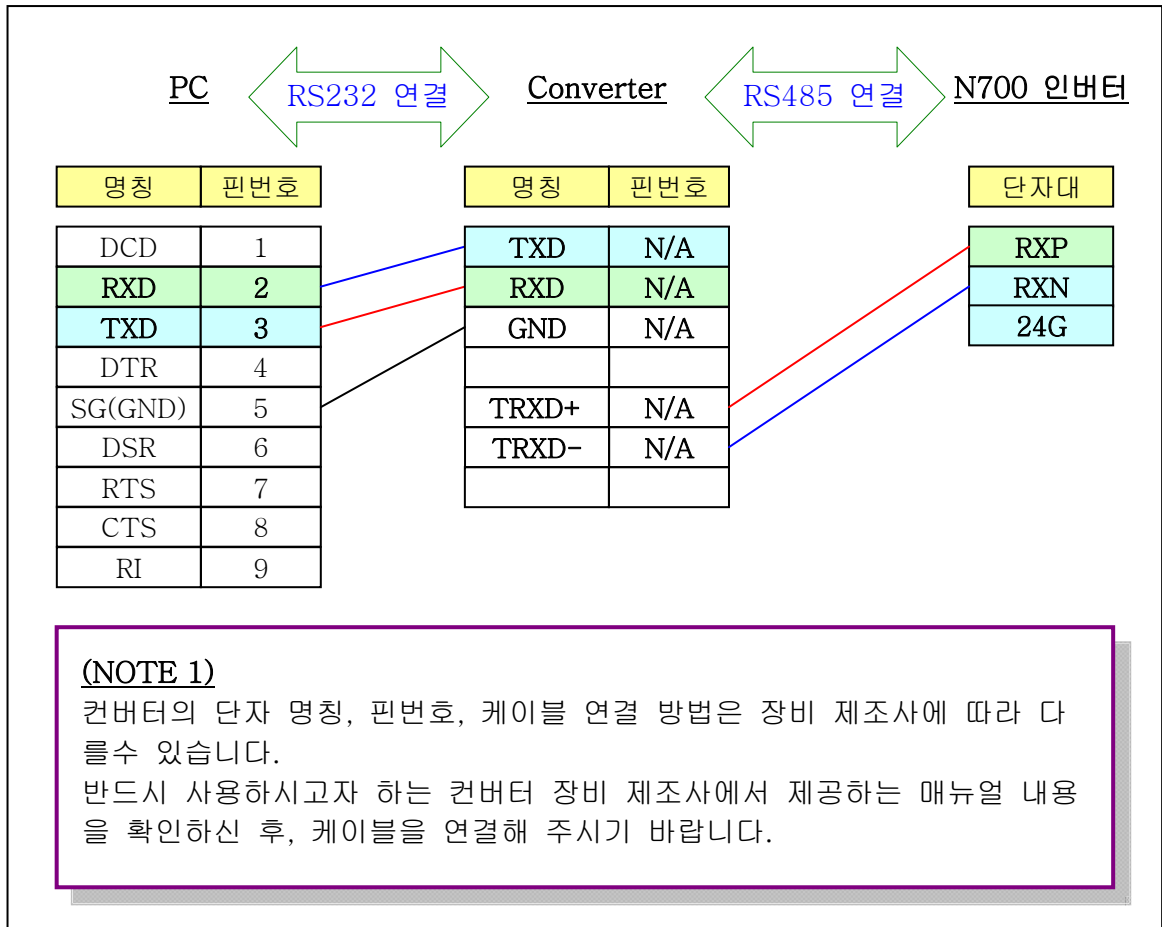 PC RS232 연결 Converter RS485 연결 N700 인버터
명칭 핀번호 명칭 핀번호 단자대
DCD 1 TXD N/A RXP
RXD 2 RXD N/A RXN
TXD 3 GND N/A 24G
DTR 4
SG(GND) 5 TRXD+ N/A
DSR 6 TRXD- N/A
RTS 7
CTS 8
RI 9
(NOTE 1)
컨버터의 단자 명칭, 핀번호, 케이블 연결 방법은 장비 제조사에 따라 다
를수 있습니다.
반드시 사용하시고자 하는 컨버터 장비 제조사에서 제공하는 매뉴얼 내용
을 확인하신 후, 케이블을 연결해 주시기 바랍니다.